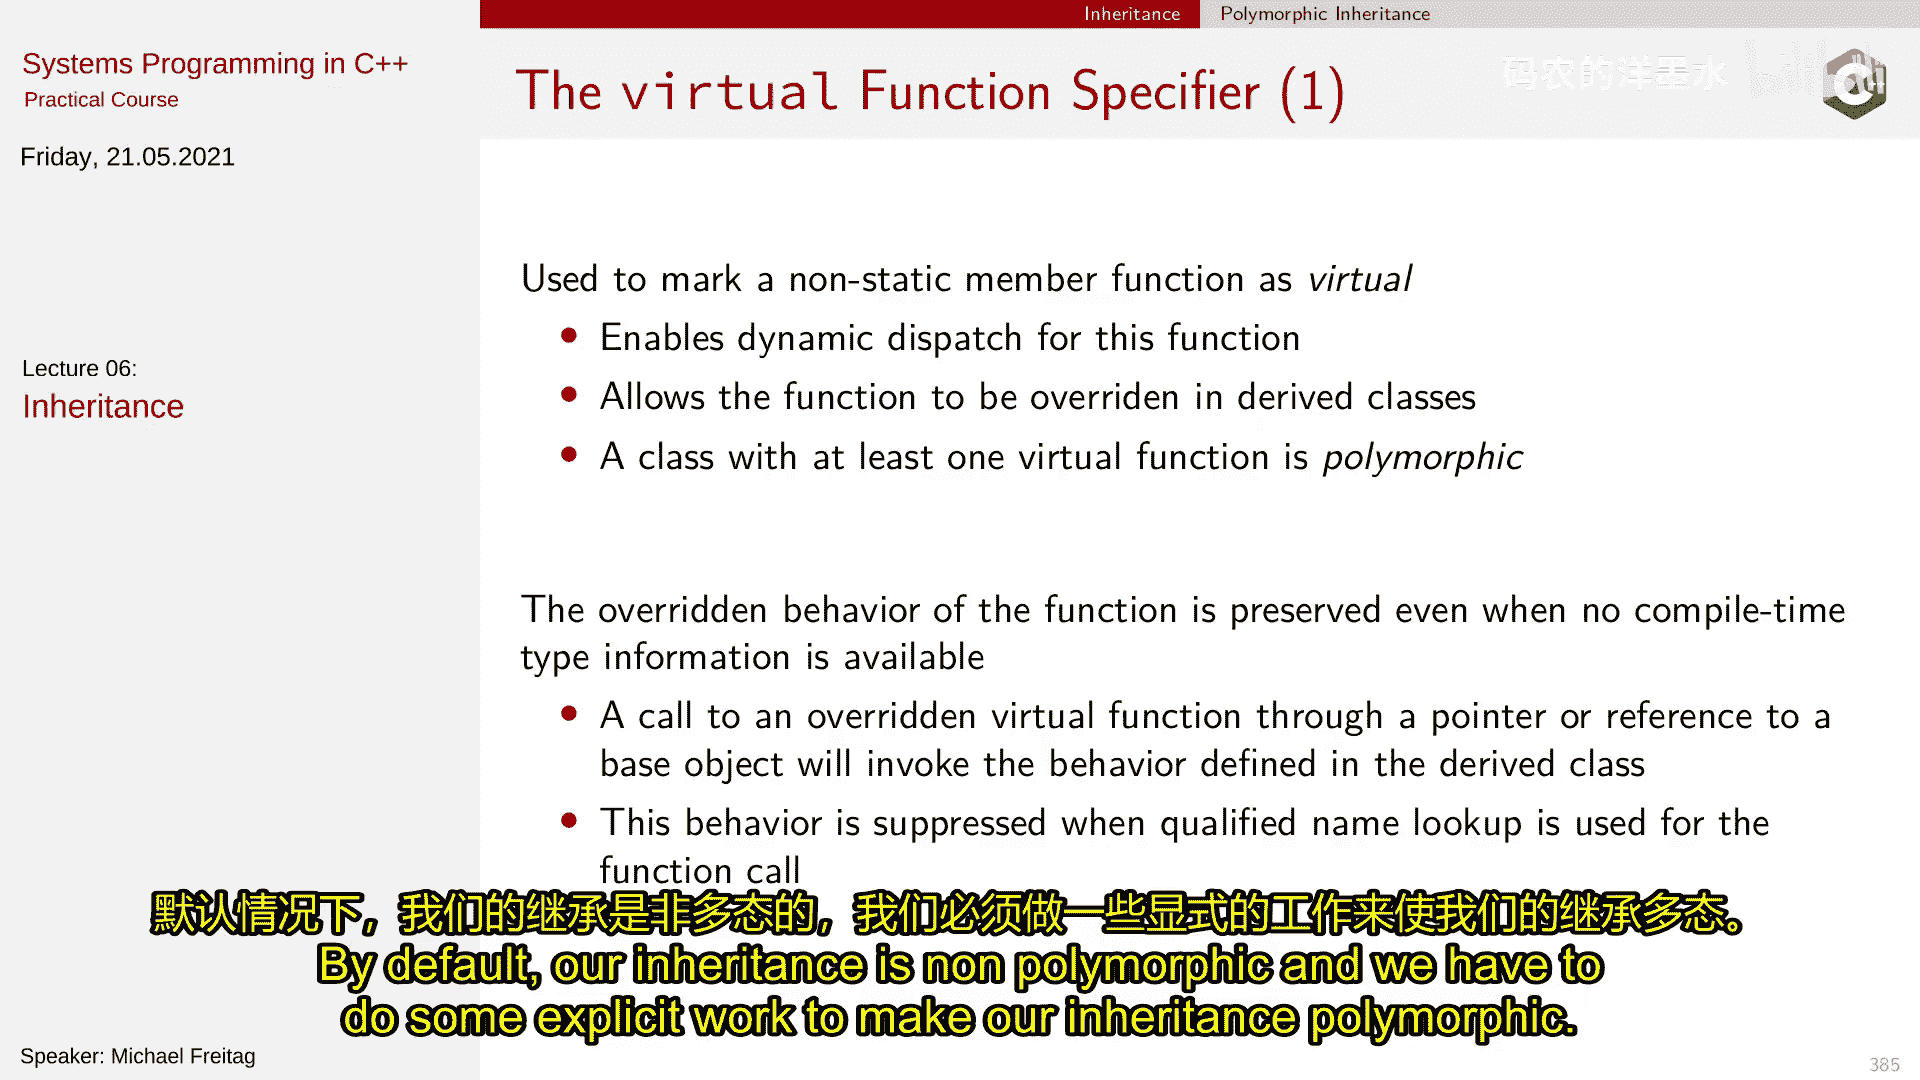 Inheritance Polymorphic Inheritance
Systems Programming in C++
Practical Course
Friday, 21.05.2021
The virtual Function Specifier (1)
码农的洋墨水
Lecture 06:
Inheritance
Used to mark a non-static member function as virtual
• Enables dynamic dispatch for this function
• Allows the function to be overriden in derived classes
• A class with at least one virtual function is polymorphic
The overridden behavior of the function is preserved even when no compile-time
type information is available
• A call to an overridden virtual function through a pointer or reference to a
base object will invoke the behavior defined in the derived class
• This behavior is suppressed when qualified name lookup is used for the
function call
默认情况下，我们的继承是非多态的，我们必须做一些显式的工作来使我们的继承多态。
By default, our inheritance is non polymorphic and we have to
do some explicit work to make our inheritance polymorphic.
Speaker: Michael Freitag
385